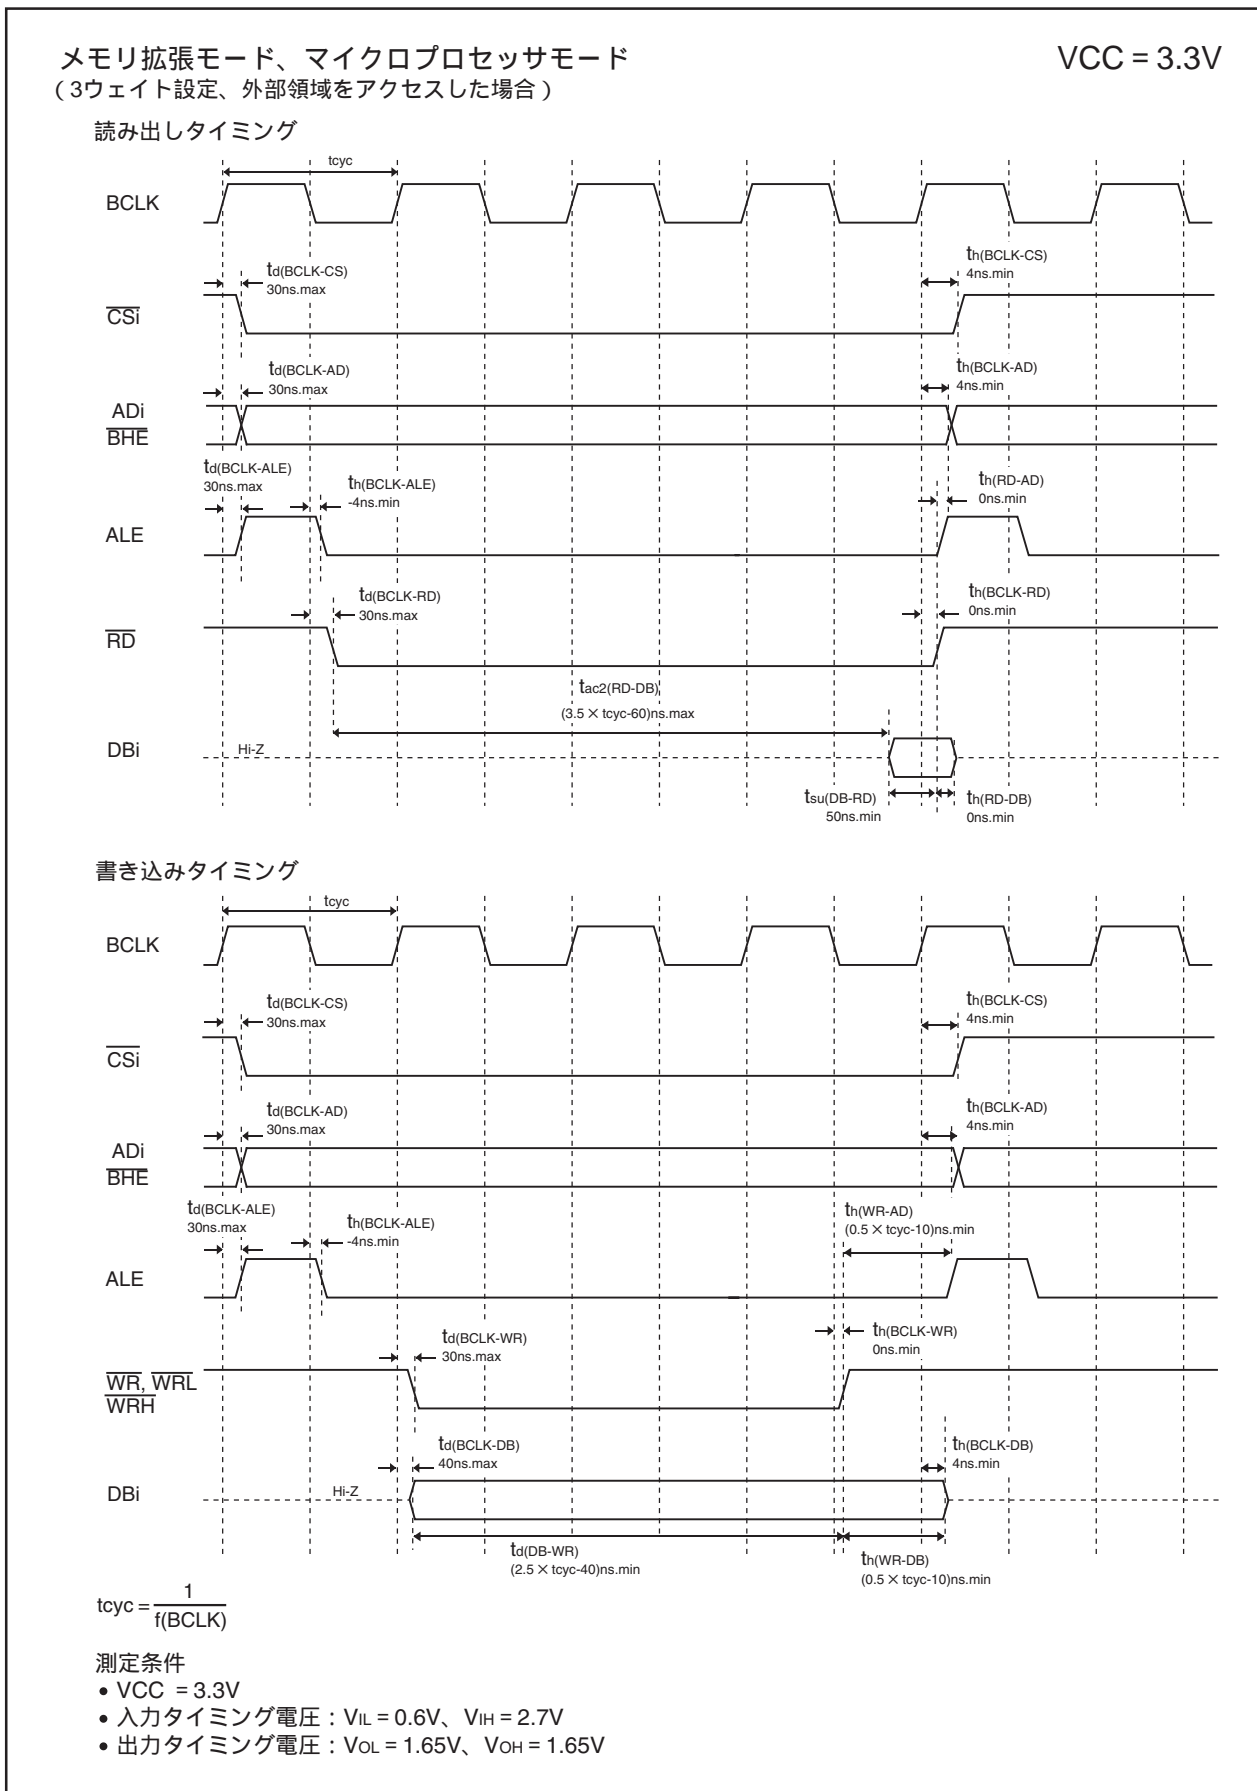 メモリ拡張モード、マイクロプロセッサモード
VCC = 3.3V
(3ウェイト設定、外部領域をアクセスした場合)
読み出しタイミング
tcyc
BCLK
td(BCLK-CS)
30ns.max
th(BCLK-CS)
4ns.min
CSi
td(BCLK-AD)
30ns.max
th(BCLK-AD)
4ns.min
ADi
BHE
td(BCLK-ALE)
30ns.max
th(BCLK-ALE)
-4ns.min
th(RD-AD)
0ns.min
ALE
td(BCLK-RD)
30ns.max
th(BCLK-RD)
0ns.min
RD
tac2(RD-DB)
(3.5 × tcyc-60)ns.max
DBi
Hi-Z
tsu(DB-RD)
50ns.min
th(RD-DB)
0ns.min
書き込みタイミング
tcyc
BCLK
td(BCLK-CS)
30ns.max
th(BCLK-CS)
4ns.min
CSi
td(BCLK-AD)
30ns.max
th(BCLK-AD)
4ns.min
ADi
BHE
td(BCLK-ALE)
30ns.max
th(BCLK-ALE)
-4ns.min
th(WR-AD)
(0.5 × tcyc-10)ns.min
ALE
td(BCLK-WR)
30ns.max
th(BCLK-WR)
0ns.min
WR, WRL
WRH
td(BCLK-DB)
40ns.max
th(BCLK-DB)
4ns.min
DBi
Hi-Z
td(DB-WR)
(2.5 × tcyc-40)ns.min
th(WR-DB)
(0.5 × tcyc-10)ns.min
tcyc = 1
f(BCLK)
測定条件
• VCC = 3.3V
• 入力タイミング電圧:VIL = 0.6V、VIH = 2.7V
• 出力タイミング電圧:VOL = 1.65V、VOH = 1.65V